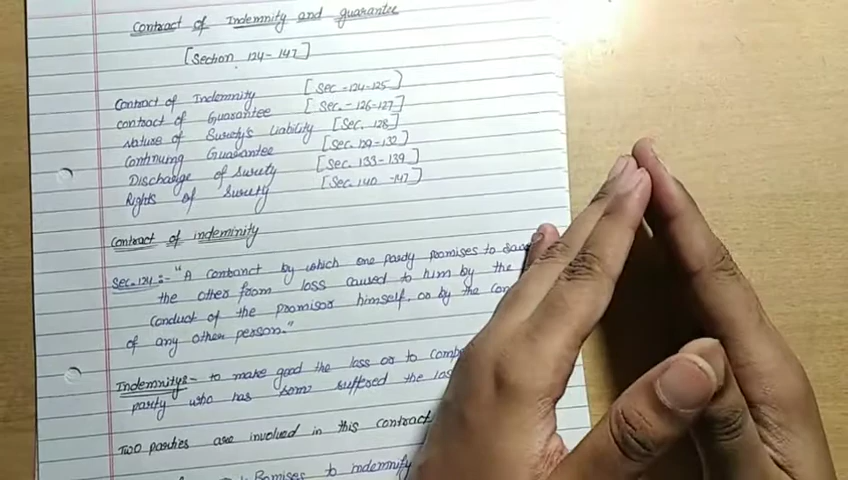 Contract of Indemnity and guarantee
[Section 124-147]
Contract of Indemnity [Sec-124-125]
contract of Guarantee [Sec.-126-127]
Nature of Surety's Liability [Sec. 128]
Continuing Guarantee [Sec. 129-132]
Discharge of Surety [Sec. 133-139]
Rights of Surety [Sec. 140-147]
Contract of indeminity
Sec. 124:- "A contract by which one pardy promises to
the other from loss caused to him by the
Conduct of the promisor himself, or by the
of any other person."
Indemnity:- to make good the loss or to
party who has suffered the
Two parties are involved in this contract
to indemnify